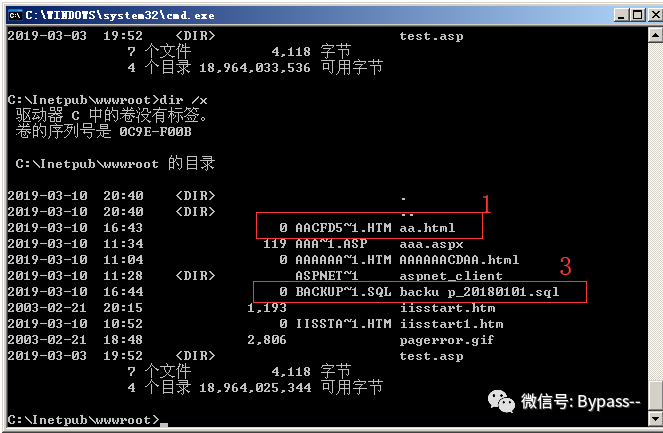 C:\WINDOWS\system32\cmd.exe
2019-03-03  19:52    <DIR>                       test.asp
               7 个文件          4,118 字节
               4 个目录 18,964,033,536 可用字节
C:\Inetpub\wwwroot>dir /x
 驱动器 C 中的卷没有标签。
 卷的序列号是 0C9E-F00B
 C:\Inetpub\wwwroot 的目录
2019-03-10  20:40    <DIR>                       .
2019-03-10  20:40    <DIR>                       ..
1
2019-03-10  16:43                 0 AACFD5~1.HTM aa.html
2019-03-10  11:34               119 AAA~1.ASP    aaa.aspx
2019-03-10  11:04                 0 AAAAAA~1.HTM AAAAAACDAA.html
2019-03-10  11:28    <DIR>          ASPNET~1     aspnet_client
3
2019-03-10  16:44                 0 BACKUP~1.SQL backu p_20180101.sql
2003-02-21  20:15             1,193              iisstart.htm
2019-03-10  10:52                 0 IISSTA~1.HTM iisstart1.htm
2003-02-21  18:48             2,806              pagerror.gif
2019-03-03  19:52    <DIR>                       test.asp
               7 个文件          4,118 字节
               4 个目录 18,964,025,344 可用字节
微信号: Bypass--
C:\Inetpub\wwwroot>_